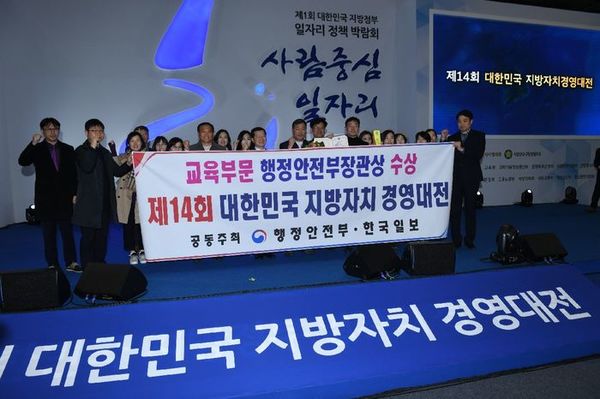 제1회 대한민국 지방정부
일자리 정책 박람회
사람중심
일자리
제14회 대한민국 지방자치경영대전
교육부문 행정안전부장관상 수상
제14회 대한민국 지방자치 경영대전
공동주최 행정안전부·한국일보
대한민국 지방자치 경영대전